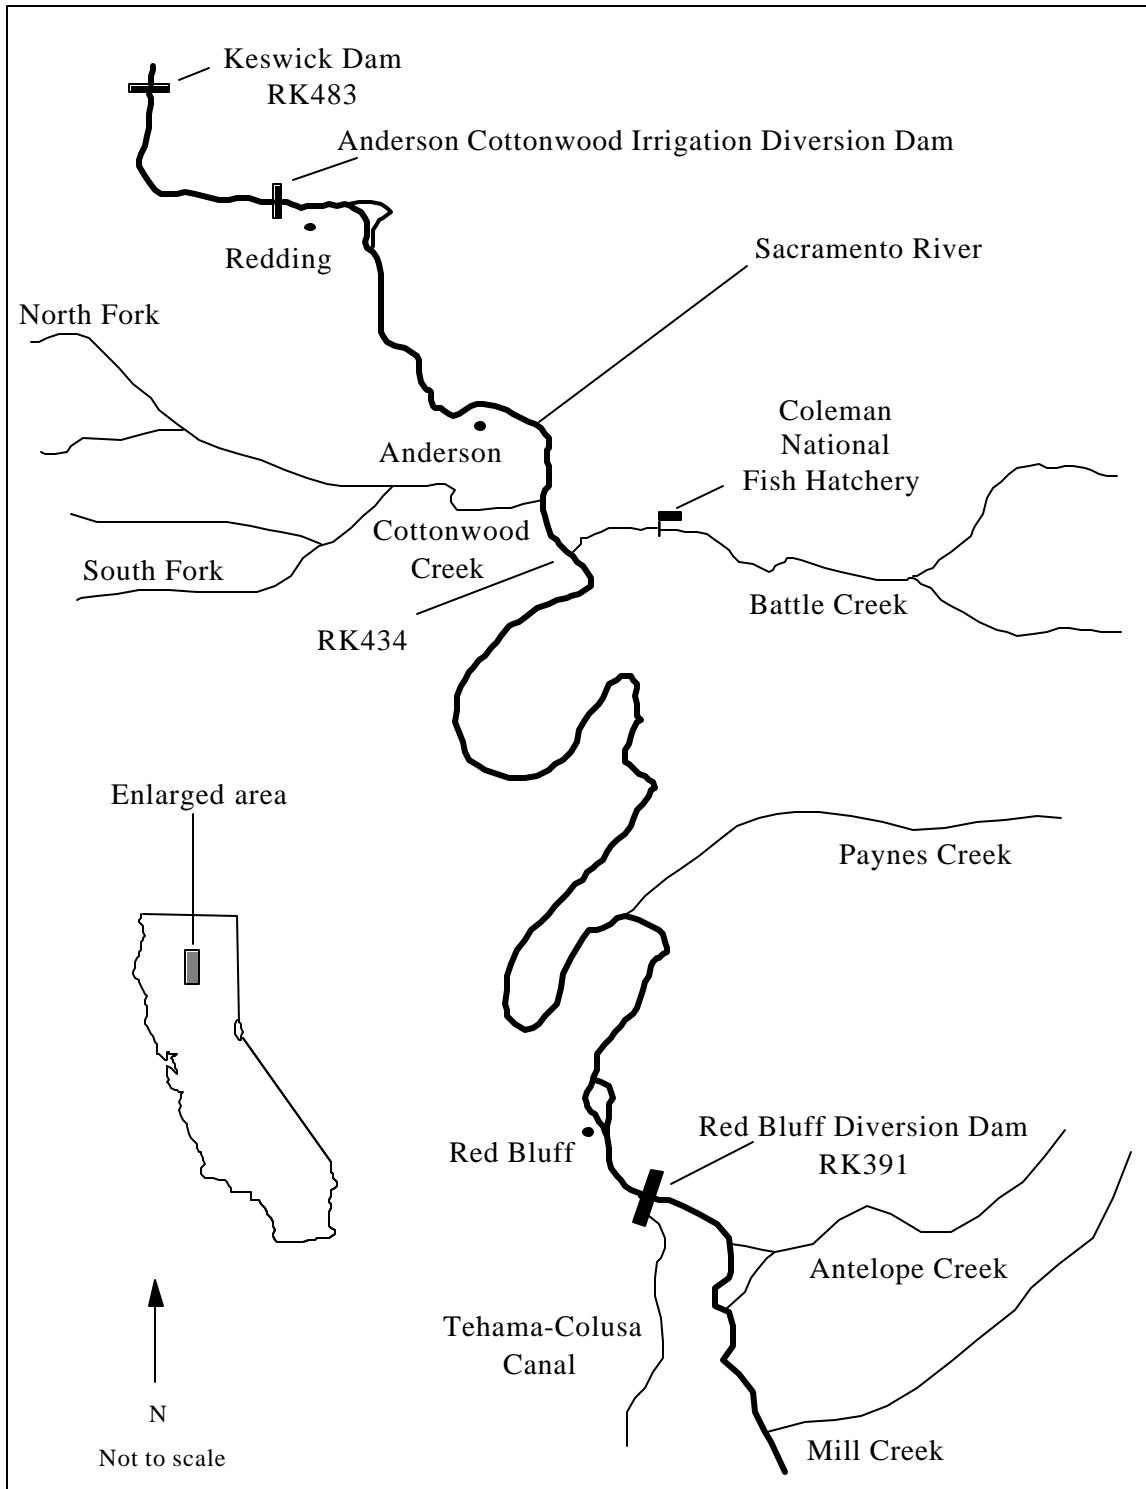 Keswick Dam
RK483
Anderson Cottonwood Irrigation Diversion Dam
Redding
Sacramento River
North Fork
Coleman
National
Fish Hatchery
Anderson
Cottonwood
Creek
South Fork
Battle Creek
RK434
Enlarged area
Paynes Creek
Red Bluff
Red Bluff Diversion Dam
RK391
Antelope Creek
Tehama-Colusa
Canal
N
Not to scale
Mill Creek